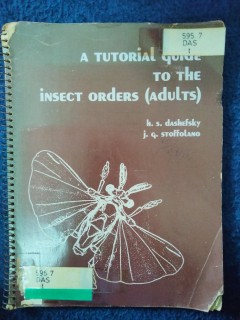 595.7
DAS
t
A TUTORIAL GUIDE
TO THE
INSECT ORDERS (ADULTS)
h. s. dashefsky
j. g. stoffolano
595.7
DAS
t